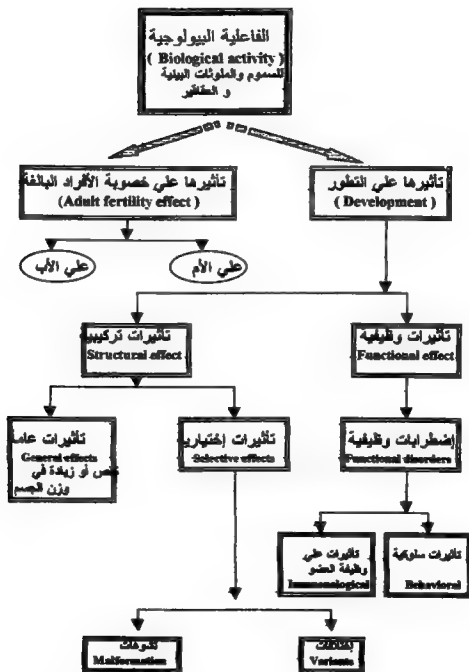 الفاعلية البيولوجية
( Biological activity )
للسموم والملوثات البيئية
و العقاقير
تأثيرها علي التطور
( Development )
تأثيرها علي خصوبة الأفراد البالغة
(Adult fertility effect )
علي الأم
علي الأب
تأثيرات وظيفية
Functional effect
تأثيرات تركيبية
Structural effect
إضطرابات وظيفية
Functional disorders
تأثيرات إختيارية
Selective effects
تأثيرات عامة
General effects
نقص أو زيادة في
وزن الجسم
تأثيرات سلوكية
Behavioral
تأثيرات علي
وظيفة العضو
Immunological
Variants
تشوهات
Malformation